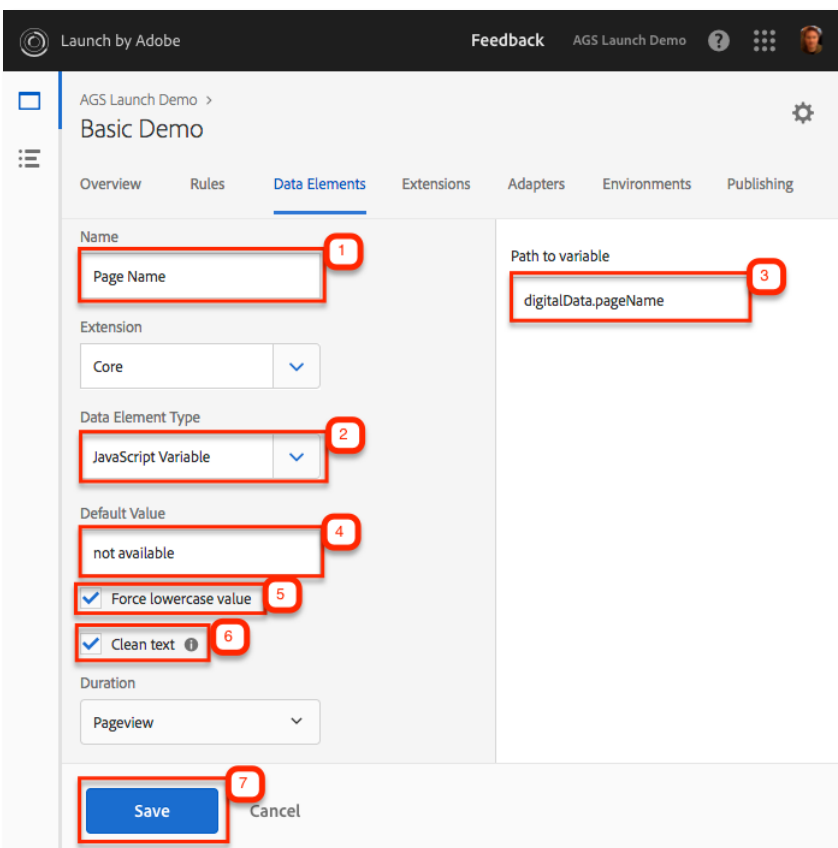 Launch by Adobe Feedback AGS Launch Demo ?
AGS Launch Demo >
Basic Demo
Overview Rules Data Elements Extensions Adapters Environments Publishing
Name
1
Page Name
Path to variable
3
digitalData.pageName
Extension
Core
Data Element Type
2
JavaScript Variable
Default Value
4
not available
Force lowercase value 5
Clean text i 6
Duration
Pageview
7
Save Cancel